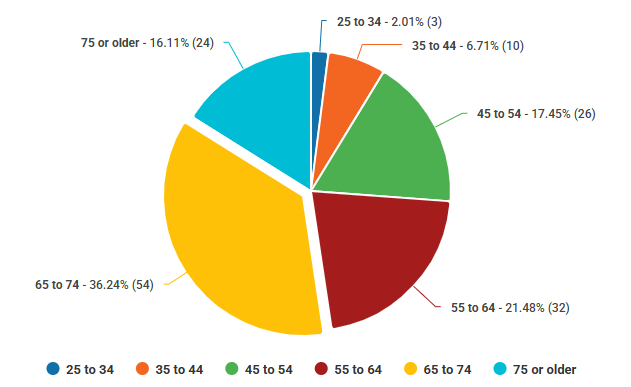 25 to 34 - 2.01% (3)
75 or older - 16.11% (24)
35 to 44 - 6.71% (10)
45 to 54 - 17.45% (26)
65 to 74 - 36.24% (54)
55 to 64 - 21.48% (32)
25 to 34 35 to 44 45 to 54 55 to 64 65 to 74 75 or older